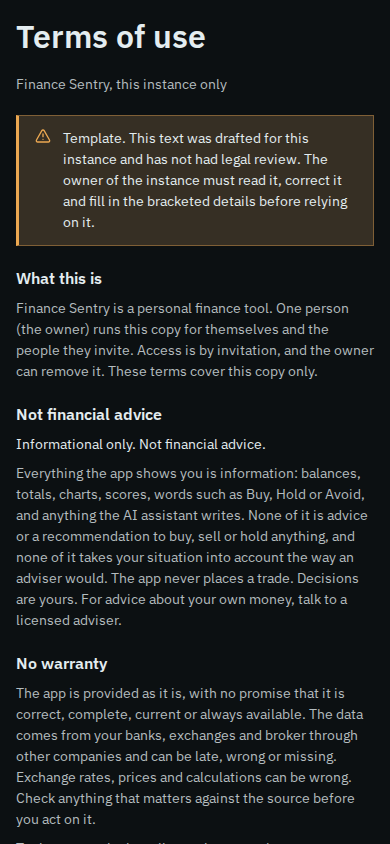 Terms of use
Finance Sentry, this instance only
Template. This text was drafted for this
instance and has not had legal review. The
owner of the instance must read it, correct it
and fill in the bracketed details before relying
on it.
What this is
Finance Sentry is a personal finance tool. One person
(the owner) runs this copy for themselves and the
people they invite. Access is by invitation, and the owner
can remove it. These terms cover this copy only.
Not financial advice
Informational only. Not financial advice.
Everything the app shows you is information: balances,
totals, charts, scores, words such as Buy, Hold or Avoid,
and anything the AI assistant writes. None of it is advice
or a recommendation to buy, sell or hold anything, and
none of it takes your situation into account the way an
adviser would. The app never places a trade. Decisions
are yours. For advice about your own money, talk to a
licensed adviser.
No warranty
The app is provided as it is, with no promise that it is
correct, complete, current or always available. The data
comes from your banks, exchanges and broker through
other companies and can be late, wrong or missing.
Exchange rates, prices and calculations can be wrong.
Check anything that matters against the source before
you act on it.